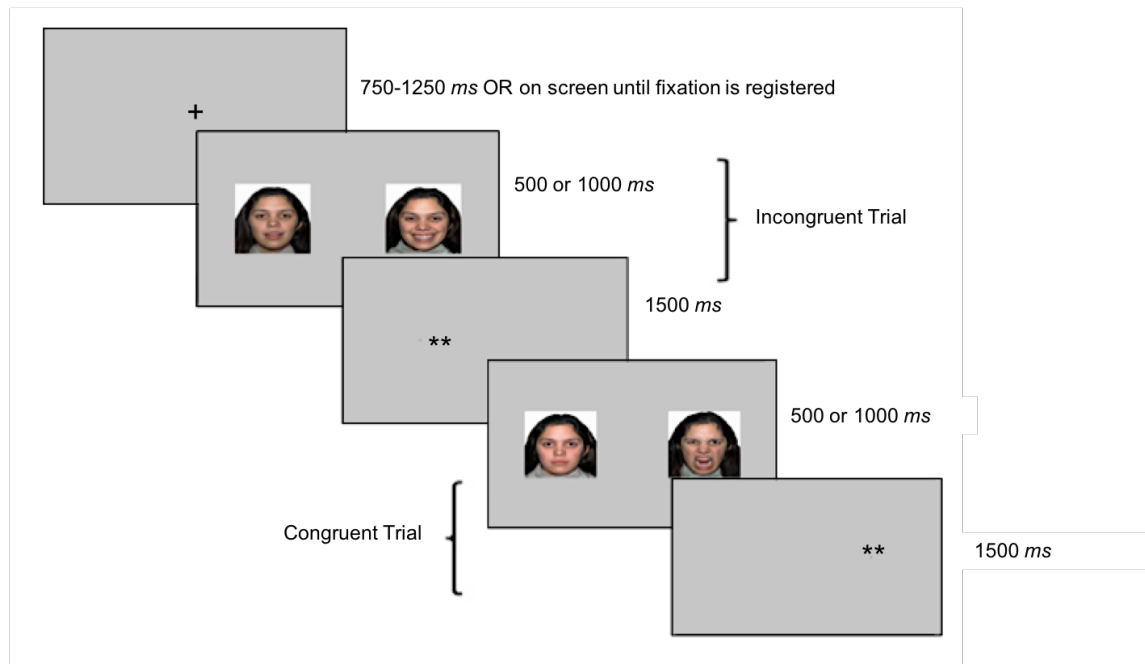 +
750-1250 ms OR on screen until fixation is registered
500 or 1000 ms
Incongruent Trial
1500 ms
**
500 or 1000 ms
Congruent Trial
**
1500 ms